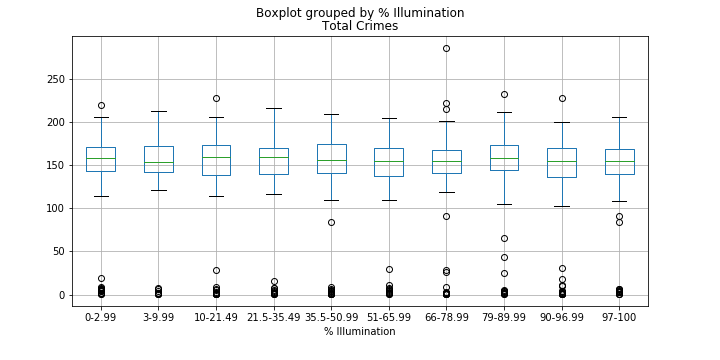 Boxplot grouped by % Illumination
Total Crimes
250
200
150
100
50
0
0-2.99 3-9.99 10-21.49 21.5-35.49 35.5-50.99 51-65.99 66-78.99 79-89.99 90-96.99 97-100
% Illumination